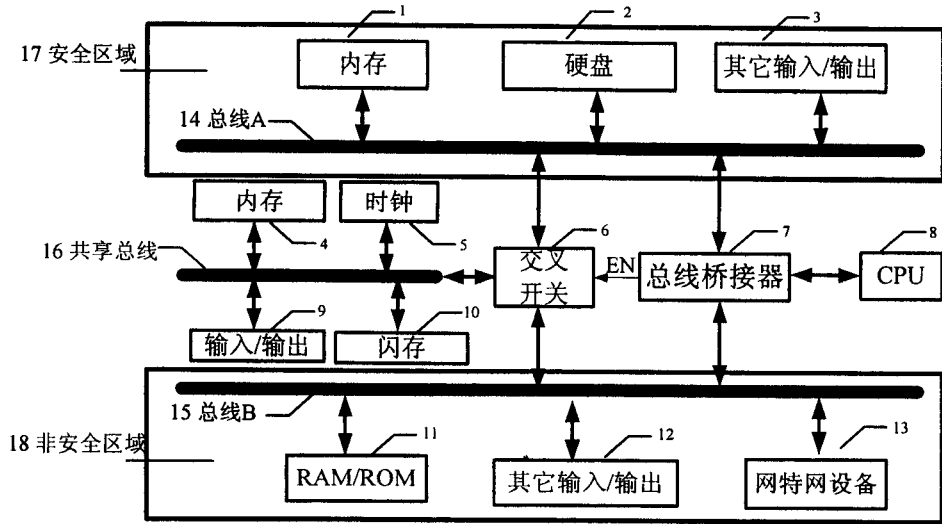 1
2
3
17 安全区域
内存
硬盘
其它输入/输出
14 总线A
内存
时钟
4
5
6
7
8
16 共享总线
交叉
开关
EN
总线桥接器
CPU
9
10
输入/输出
闪存
15 总线B
18 非安全区域
11
12
13
RAM/ROM
其它输入/输出
网特网设备